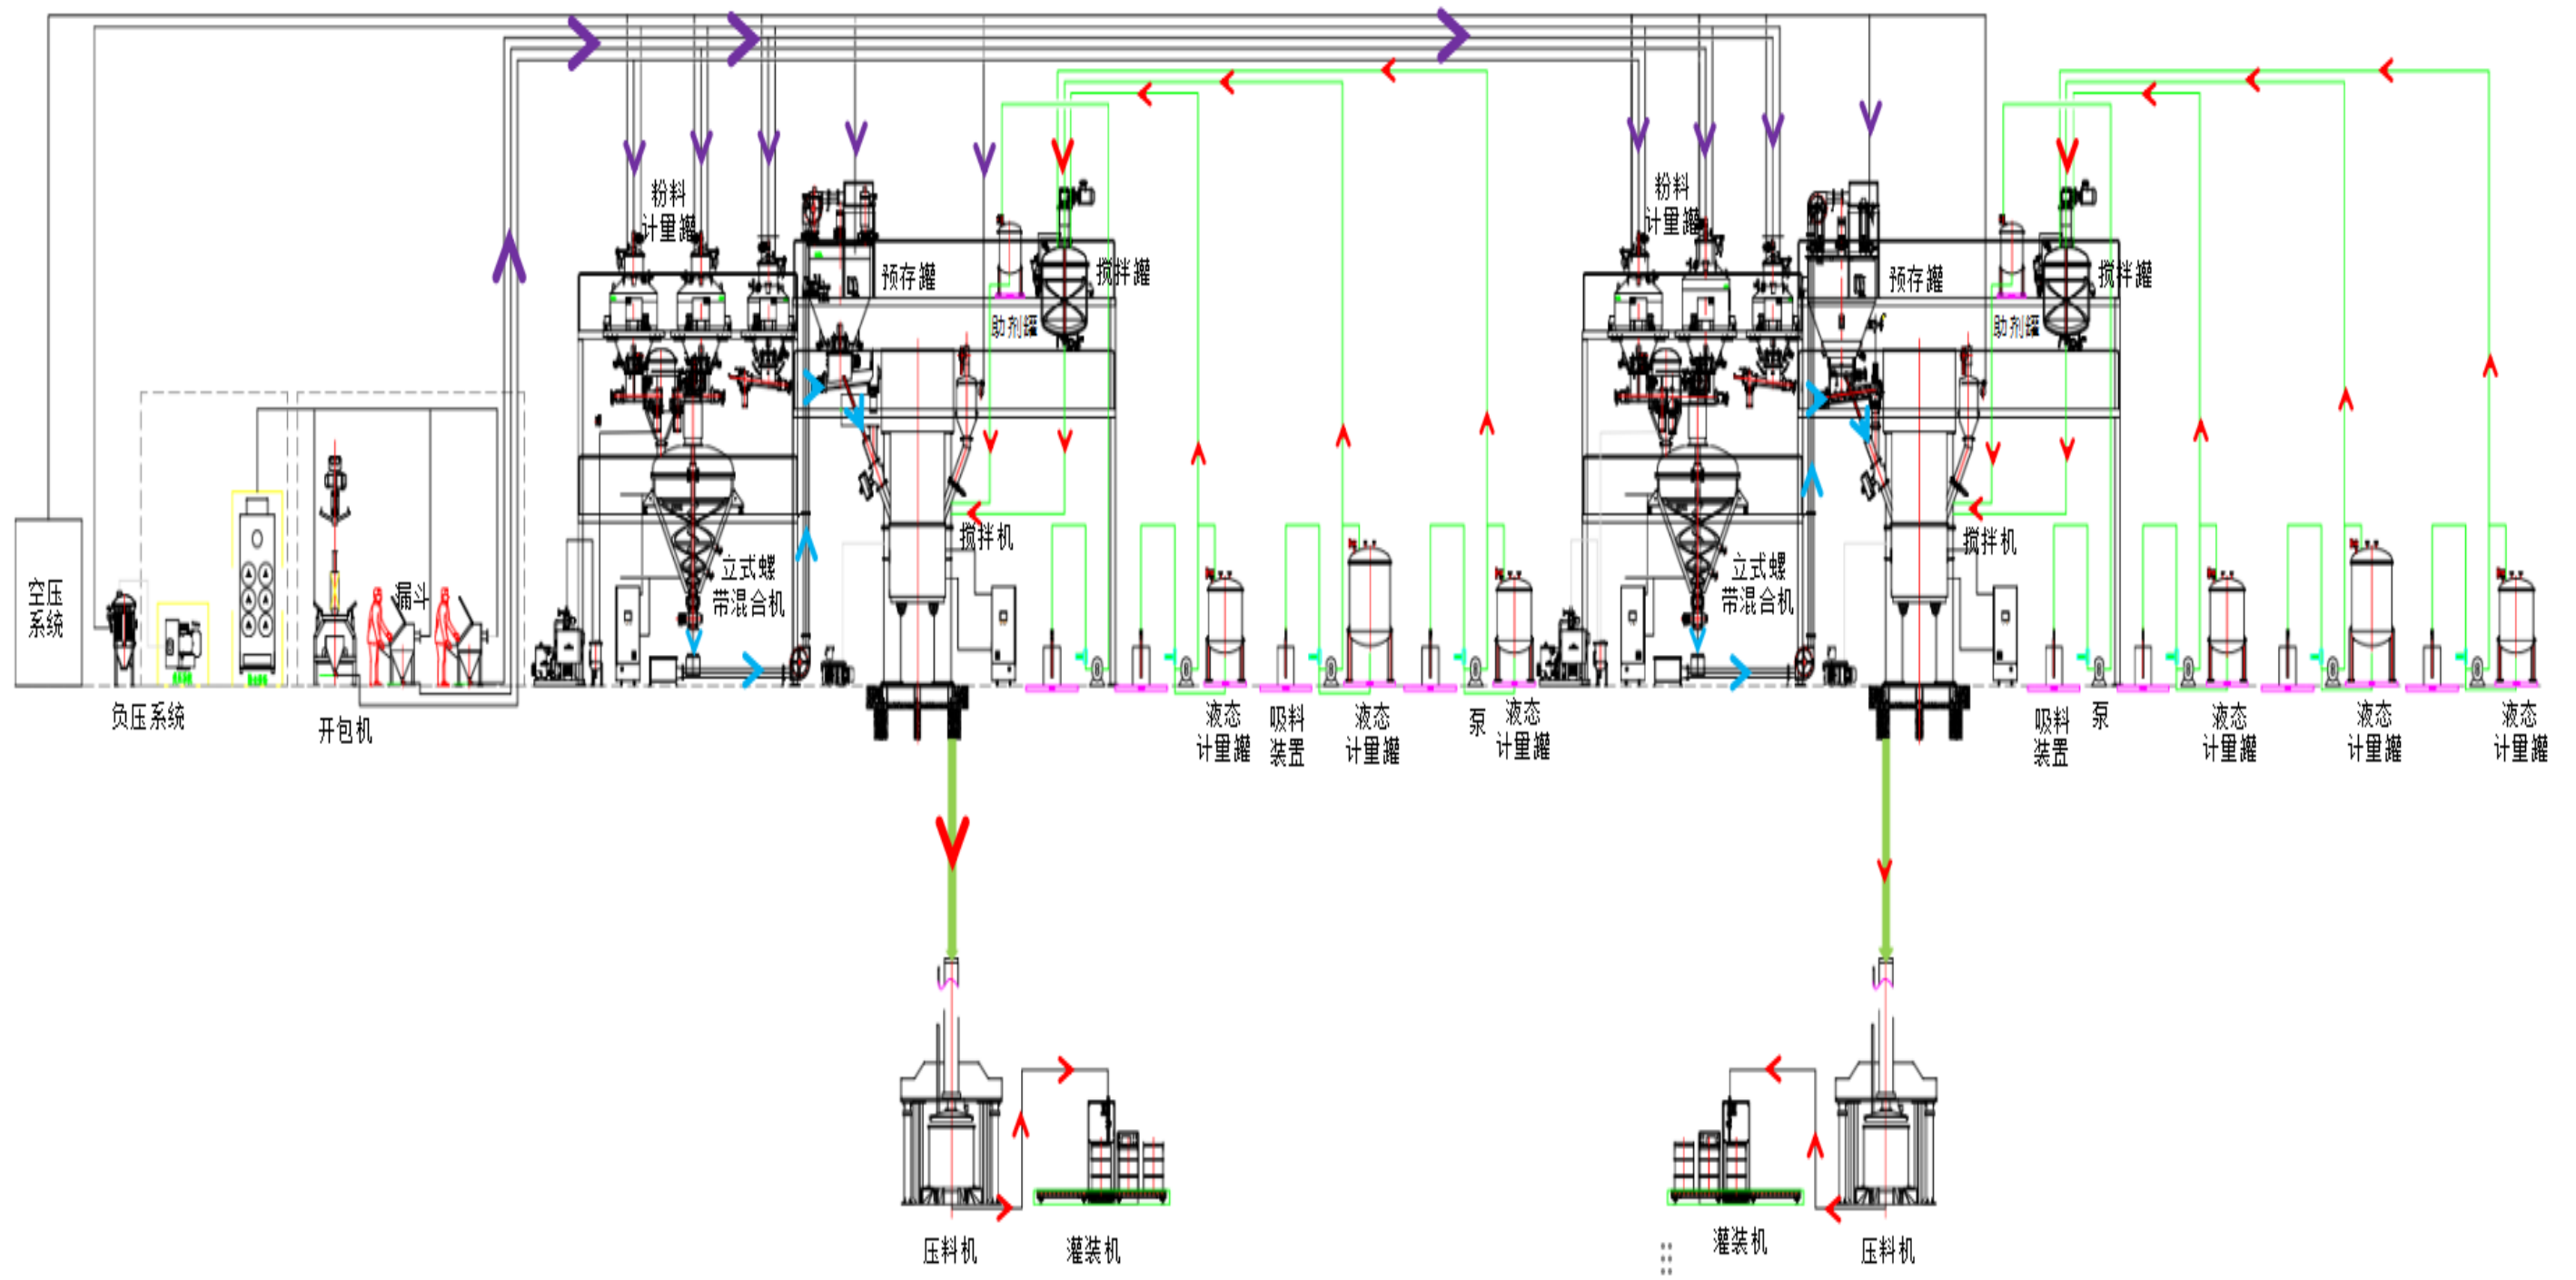 粉料
计量罐
预存罐
搅拌罐
助剂罐
粉料
计量罐
预存罐
搅拌罐
助剂罐
空压
系统
漏斗
立式螺
带混合机
搅拌机
立式螺
带混合机
搅拌机
负压系统
开包机
液态
计量罐
吸料
装置
液态
计量罐
泵
液态
计量罐
吸料
装置
泵
液态
计量罐
液态
计量罐
液态
计量罐
压料机
灌装机
灌装机
压料机